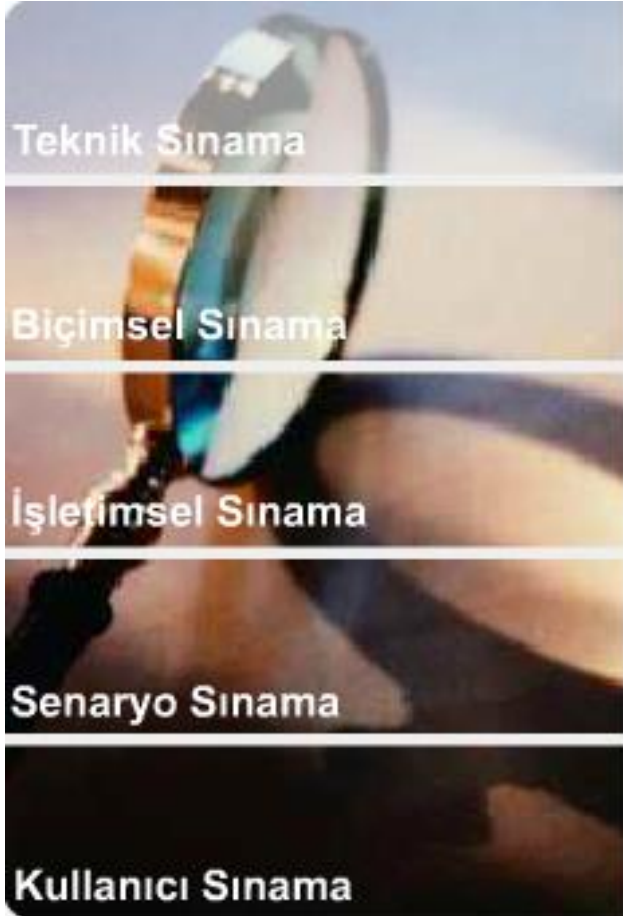 Teknik Sınama
Biçimsel Sınama
İşletimsel Sınama
Senaryo Sınama
Kullanıcı Sınama